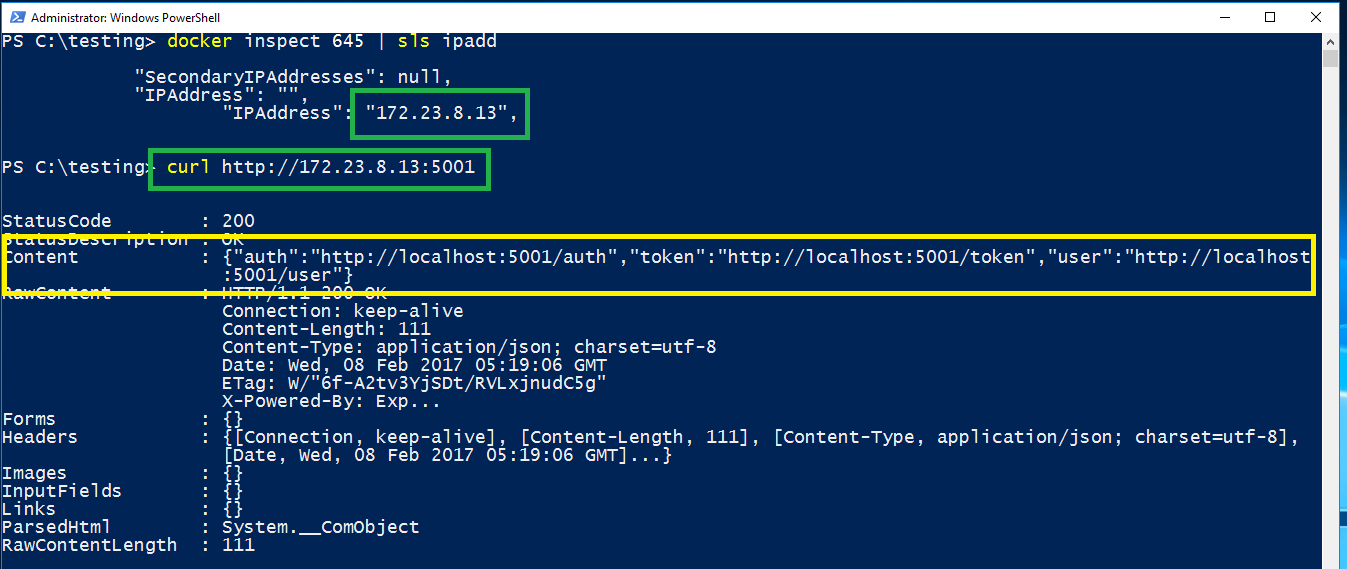 Administrator: Windows PowerShell
PS C:\testing> docker inspect 645 | sls ipadd
"SecondaryIPAddresses": null,
"IPAddress": "",
"IPAddress": "172.23.8.13",
PS C:\testing> curl http://172.23.8.13:5001
StatusCode : 200
StatusDescription : OK
Content : {"auth":"http://localhost:5001/auth","token":"http://localhost:5001/token","user":"http://localhost
:5001/user"}
RawContent : HTTP/1.1 200 OK
Connection: keep-alive
Content-Length: 111
Content-Type: application/json; charset=utf-8
Date: Wed, 08 Feb 2017 05:19:06 GMT
ETag: W/"6f-A2tv3YjSDt/RVLxjnudC5g"
X-Powered-By: Exp...
Forms : {}
Headers : {[Connection, keep-alive], [Content-Length, 111], [Content-Type, application/json; charset=utf-8],
[Date, Wed, 08 Feb 2017 05:19:06 GMT]...}
Images : {}
InputFields : {}
Links : {}
ParsedHtml : System.__ComObject
RawContentLength : 111